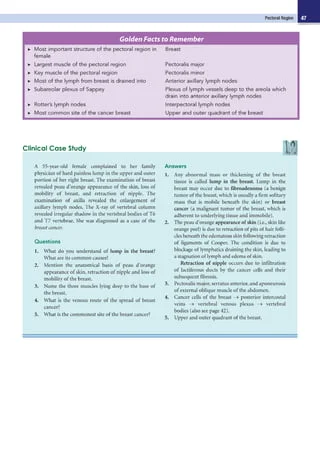 Pectoral Region 47
Golden Facts to Remember
▸ Most important structure of the pectoral region in female Breast
▸ Largest muscle of the pectoral region Pectoralis major
▸ Key muscle of the pectoral region Pectoralis minor
▸ Most of the lymph from breast is drained into Anterior axillary lymph nodes
▸ Subareolar plexus of Sappey Plexus of lymph vessels deep to the areola which drain into anterior axillary lymph nodes
▸ Rotter's lymph nodes Interpectoral lymph nodes
▸ Most common site of the cancer breast Upper and outer quadrant of the breast
Clinical Case Study
A 55-year-old female complained to her family
physician of hard painless lump in the upper and outer
portion of her right breast. The examination of breast
revealed peau d'orange appearance of the skin, loss of
mobility of breast, and retraction of nipple. The
examination of axilla revealed the enlargement of
axillary lymph nodes. The X-ray of vertebral column
revealed irregular shadow in the vertebral bodies of T6
and T7 vertebrae. She was diagnosed as a case of the
breast cancer.
Questions
1. What do you understand of lump in the breast?
What are its common causes?
2. Mention the anatomical basis of peau d'orange
appearance of skin, retraction of nipple and loss of
mobility of the breast.
3. Name the three muscles lying deep to the base of
the breast.
4. What is the venous route of the spread of breast
cancer?
5. What is the commonest site of the breast cancer?
Answers
1. Any abnormal mass or thickening of the breast
tissue is called lump in the breast. Lump in the
breast may occur due to fibroadenoma (a benign
tumor of the breast, which is usually a firm solitary
mass that is mobile beneath the skin) or breast
cancer (a malignant tumor of the breast, which is
adherent to underlying tissue and immobile).
2. The peau d'orange appearance of skin (i.e., skin like
orange peel) is due to retraction of pits of hair folli-
cles beneath the edematous skin following retraction
of ligaments of Cooper. The condition is due to
blockage of lymphatics draining the skin, leading to
a stagnation of lymph and edema of skin.
Retraction of nipple occurs due to infiltration
of lactiferous ducts by the cancer cells and their
subsequent fibrosis.
3. Pectoralis major, serratus anterior, and aponeurosis
of external oblique muscle of the abdomen.
4. Cancer cells of the breast → posterior intercostal
veins → vertebral venous plexus → vertebral
bodies (also see page 42).
5. Upper and outer quadrant of the breast.